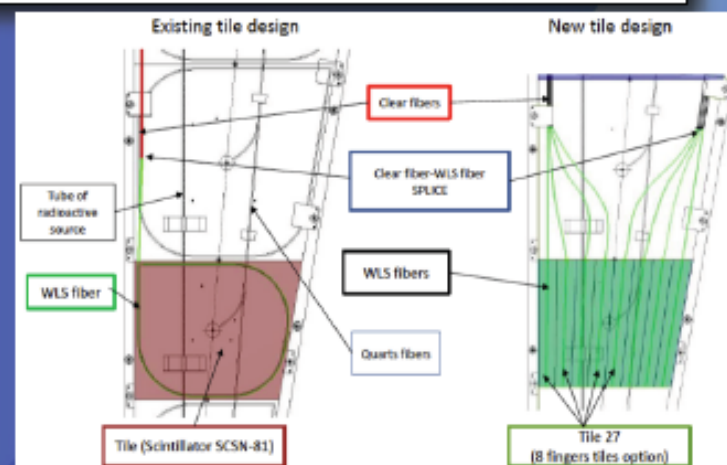 Existing tile design
New tile design
Clear fibers
Clear fiber-WLS fiber
SPLICE
Tube of
radioactive
source
WLS fibers
WLS fiber
Quarts fibers
Tile (Scintillator SCSN-81)
Tile 27
(8 fingers tiles option)